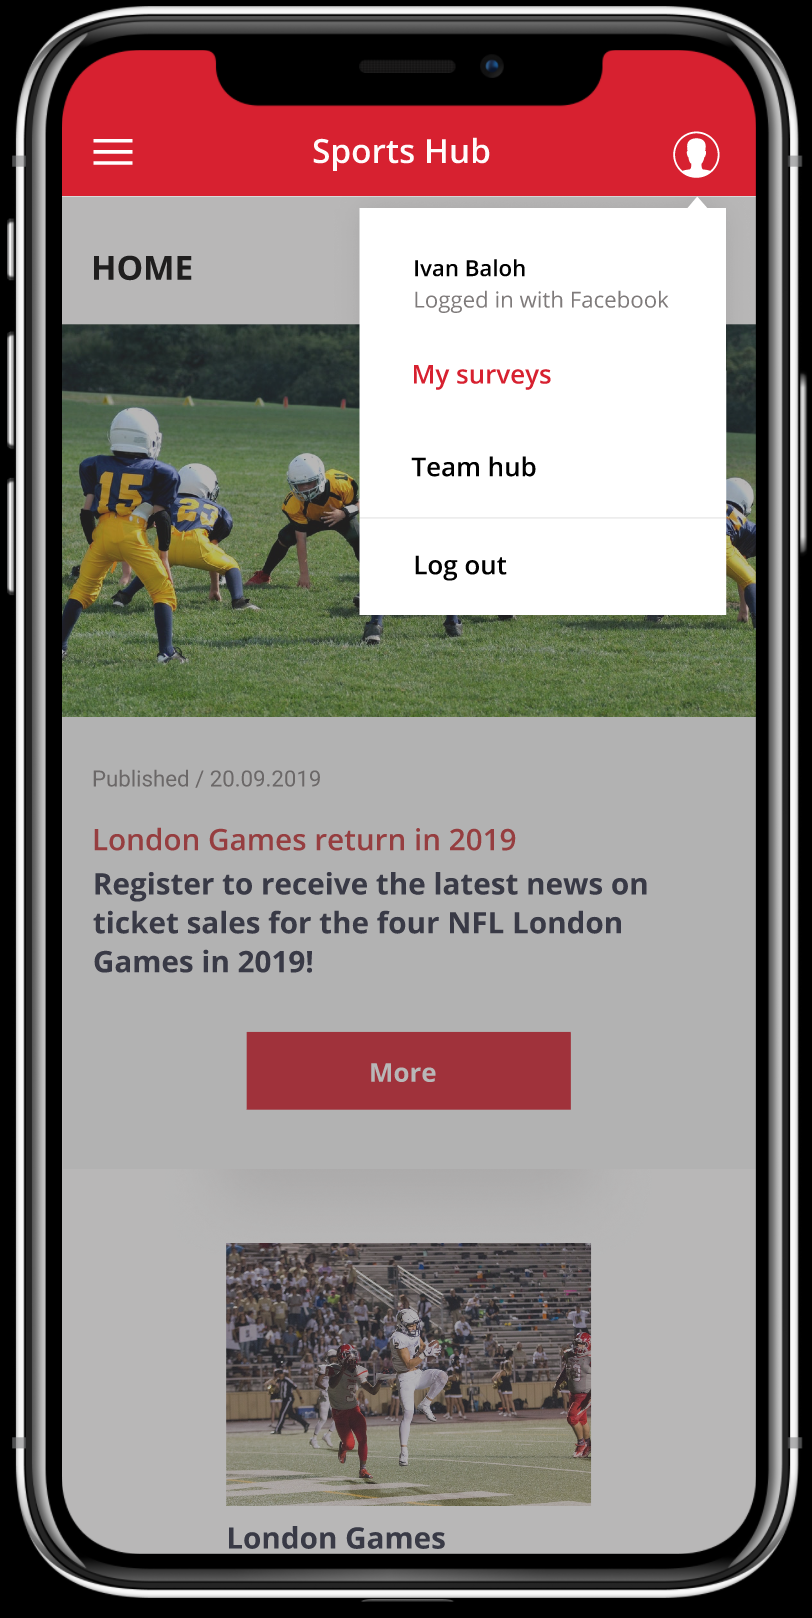 Sports Hub
HOME
Ivan Baloh
Logged in with Facebook
My surveys
Team hub
Log out
15
23
Published / 20.09.2019
London Games return in 2019
Register to receive the latest news on
ticket sales for the four NFL London
Games in 2019!
More
London Games